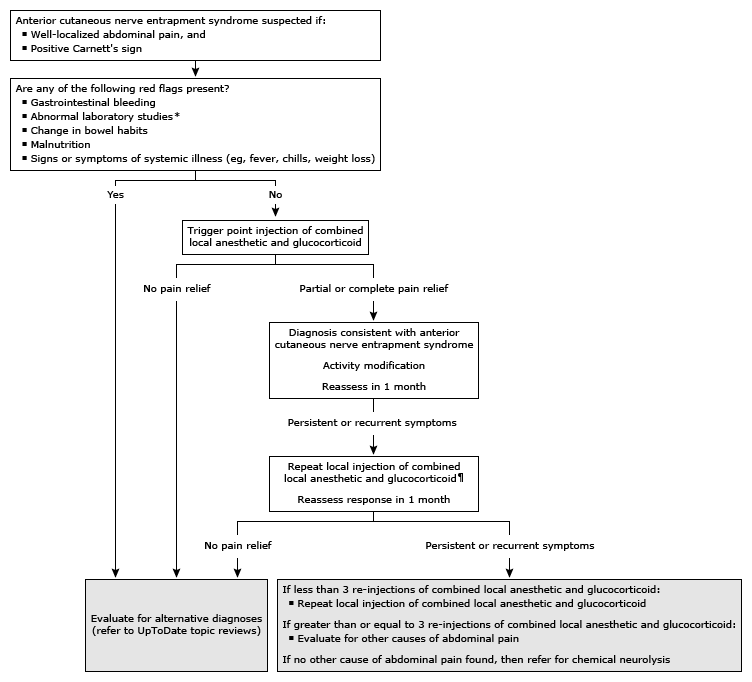 Anterior cutaneous nerve entrapment syndrome suspected if:
▪ Well-localized abdominal pain, and
▪ Positive Carnett's sign
Are any of the following red flags present?
▪ Gastrointestinal bleeding
▪ Abnormal laboratory studies*
▪ Change in bowel habits
▪ Malnutrition
▪ Signs or symptoms of systemic illness (eg, fever, chills, weight loss)
Yes
No
Trigger point injection of combined
local anesthetic and glucocorticoid
No pain relief
Partial or complete pain relief
Diagnosis consistent with anterior
cutaneous nerve entrapment syndrome
Activity modification
Reassess in 1 month
Persistent or recurrent symptoms
Repeat local injection of combined
local anesthetic and glucocorticoid¶
Reassess response in 1 month
No pain relief
Persistent or recurrent symptoms
Evaluate for alternative diagnoses
(refer to UpToDate topic reviews)
If less than 3 re-injections of combined local anesthetic and glucocorticoid:
▪ Repeat local injection of combined local anesthetic and glucocorticoid
If greater than or equal to 3 re-injections of combined local anesthetic and glucocorticoid:
▪ Evaluate for other causes of abdominal pain
If no other cause of abdominal pain found, then refer for chemical neurolysis